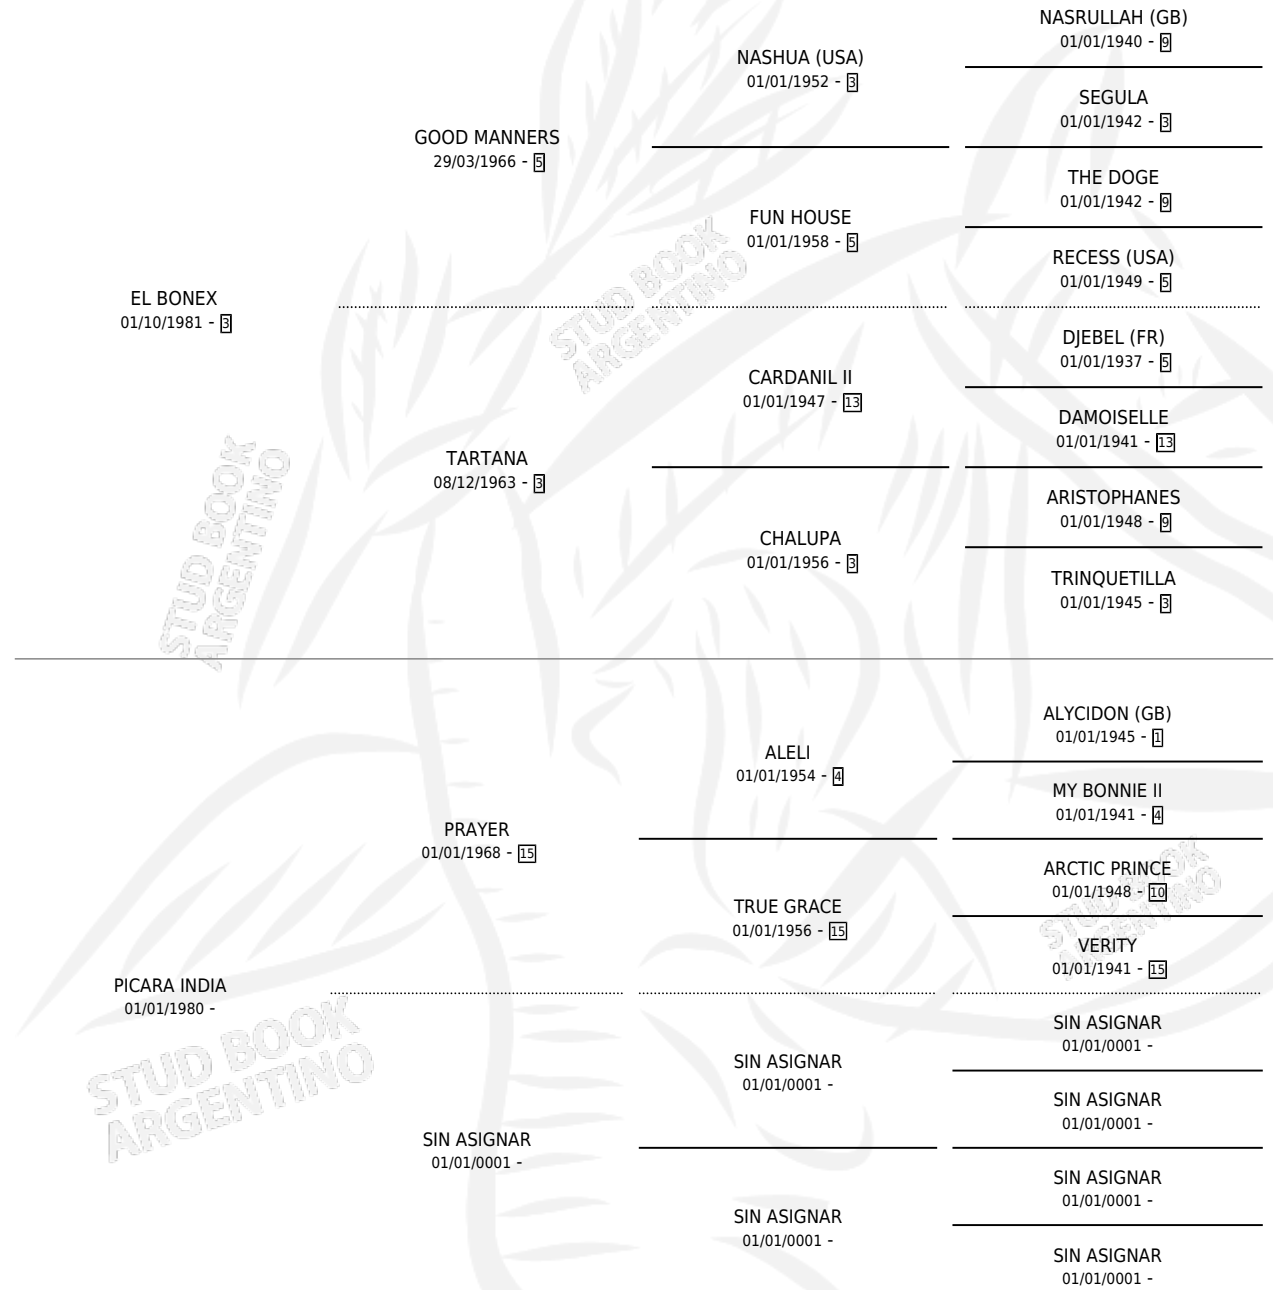 NASRULLAH (GB)
01/01/1940 - 9
NASHUA (USA)
01/01/1952 - 3
SEGULA
01/01/1942 - 3
GOOD MANNERS
29/03/1966 - 5
THE DOGE
01/01/1942 - 9
FUN HOUSE
01/01/1958 - 5
RECESS (USA)
01/01/1949 - 5
EL BONEX
01/10/1981 - 3
DJEBEL (FR)
01/01/1937 - 5
CARDANIL II
01/01/1947 - 13
DAMOISELLE
01/01/1941 - 13
TARTANA
08/12/1963 - 3
ARISTOPHANES
01/01/1948 - 9
CHALUPA
01/01/1956 - 3
TRINQUETILLA
01/01/1945 - 3
ALYCIDON (GB)
01/01/1945 - 1
ALELI
01/01/1954 - 4
MY BONNIE II
01/01/1941 - 4
PRAYER
01/01/1968 - 15
ARCTIC PRINCE
01/01/1948 - 10
TRUE GRACE
01/01/1956 - 15
VERITY
01/01/1941 - 15
PICARA INDIA
01/01/1980 -
SIN ASIGNAR
01/01/0001 -
SIN ASIGNAR
01/01/0001 -
SIN ASIGNAR
01/01/0001 -
SIN ASIGNAR
01/01/0001 -
SIN ASIGNAR
01/01/0001 -
SIN ASIGNAR
01/01/0001 -
SIN ASIGNAR
01/01/0001 -
STUD BOOK
ARGENTINO
STUD BOOK
ARGENTINO
STUD BOOK
ARGENTINO
STUD BOOK
ARGENTINO